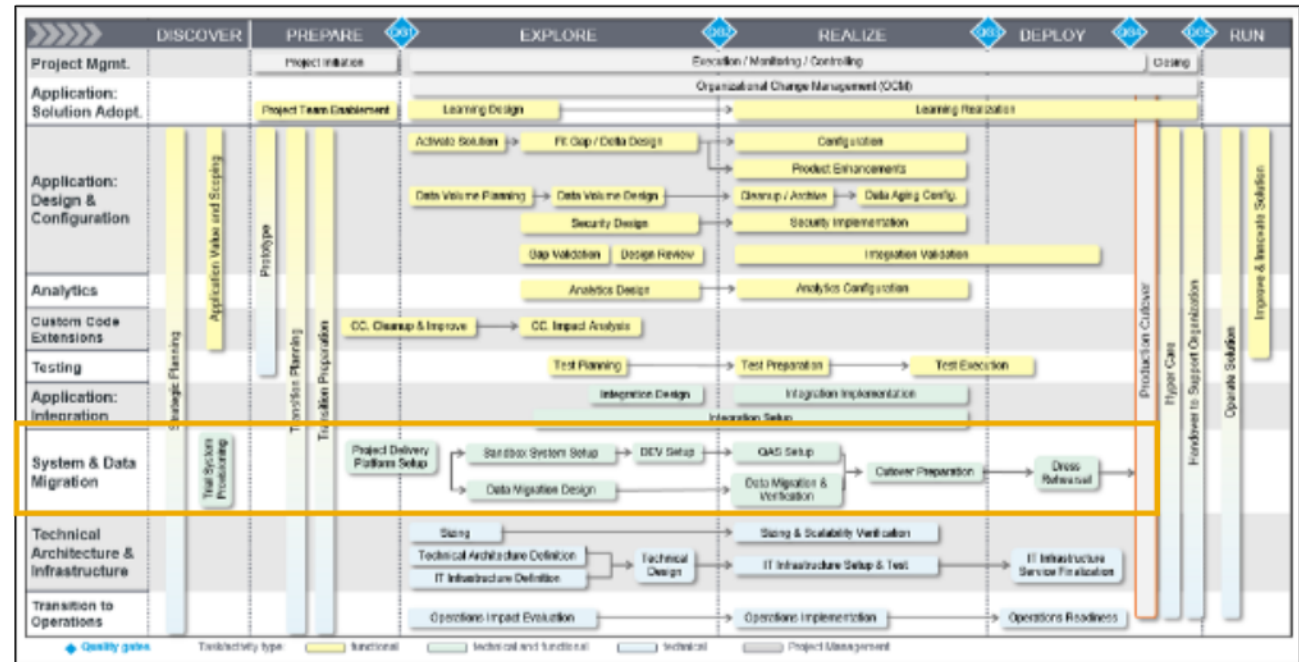 DISCOVER PREPARE QG1 EXPLORE QG2 REALIZE QG3 DEPLOY QG4 QG5 RUN
Project Mgmt.
Project Initiation
Execution / Monitoring / Controlling
Closing
Application:
Solution Adopt.
Organizational Change Management (OCM)
Project Team Enablement
Learning Design
Learning Realization
Application:
Design &
Configuration
Activate Solution
Fit Gap / Delta Design
Configuration
Product Enhancements
Data Volume Planning
Data Volume Design
Cleanup / Archive
Data Aging Config.
Security Design
Security Implementation
Gap Validation
Design Review
Integration Validation
Analytics
Analytics Design
Analytics Configuration
Custom Code
Extensions
CC. Cleanup & Improve
CC. Impact Analysis
Testing
Test Planning
Test Preparation
Test Execution
Application:
Integration
Integration Design
Integration Implementation
Integration Setup
System & Data
Migration
Trial System
Provisioning
Project Delivery
Platform Setup
Sandbox System Setup
DEV Setup
QAS Setup
Data Migration Design
Data Migration &
Verification
Cutover Preparation
Dress
Rehearsal
Technical
Architecture &
Infrastructure
Sizing
Sizing & Scalability Verification
Technical Architecture Definition
IT Infrastructure Definition
Technical
Design
IT Infrastructure Setup & Test
IT Infrastructure
Service Finalization
Transition to
Operations
Operations Impact Evaluation
Operations Implementation
Operations Readiness
Strategic Planning
Application Value and Scoping
Prototype
Transition Planning
Transition Preparation
Production Cutover
Hyper Care
Handover to Support Organization
Operate Solution
Improve & Innovate Solution
Quality gates
Task/activity type:
functional
technical and functional
technical
Project Management